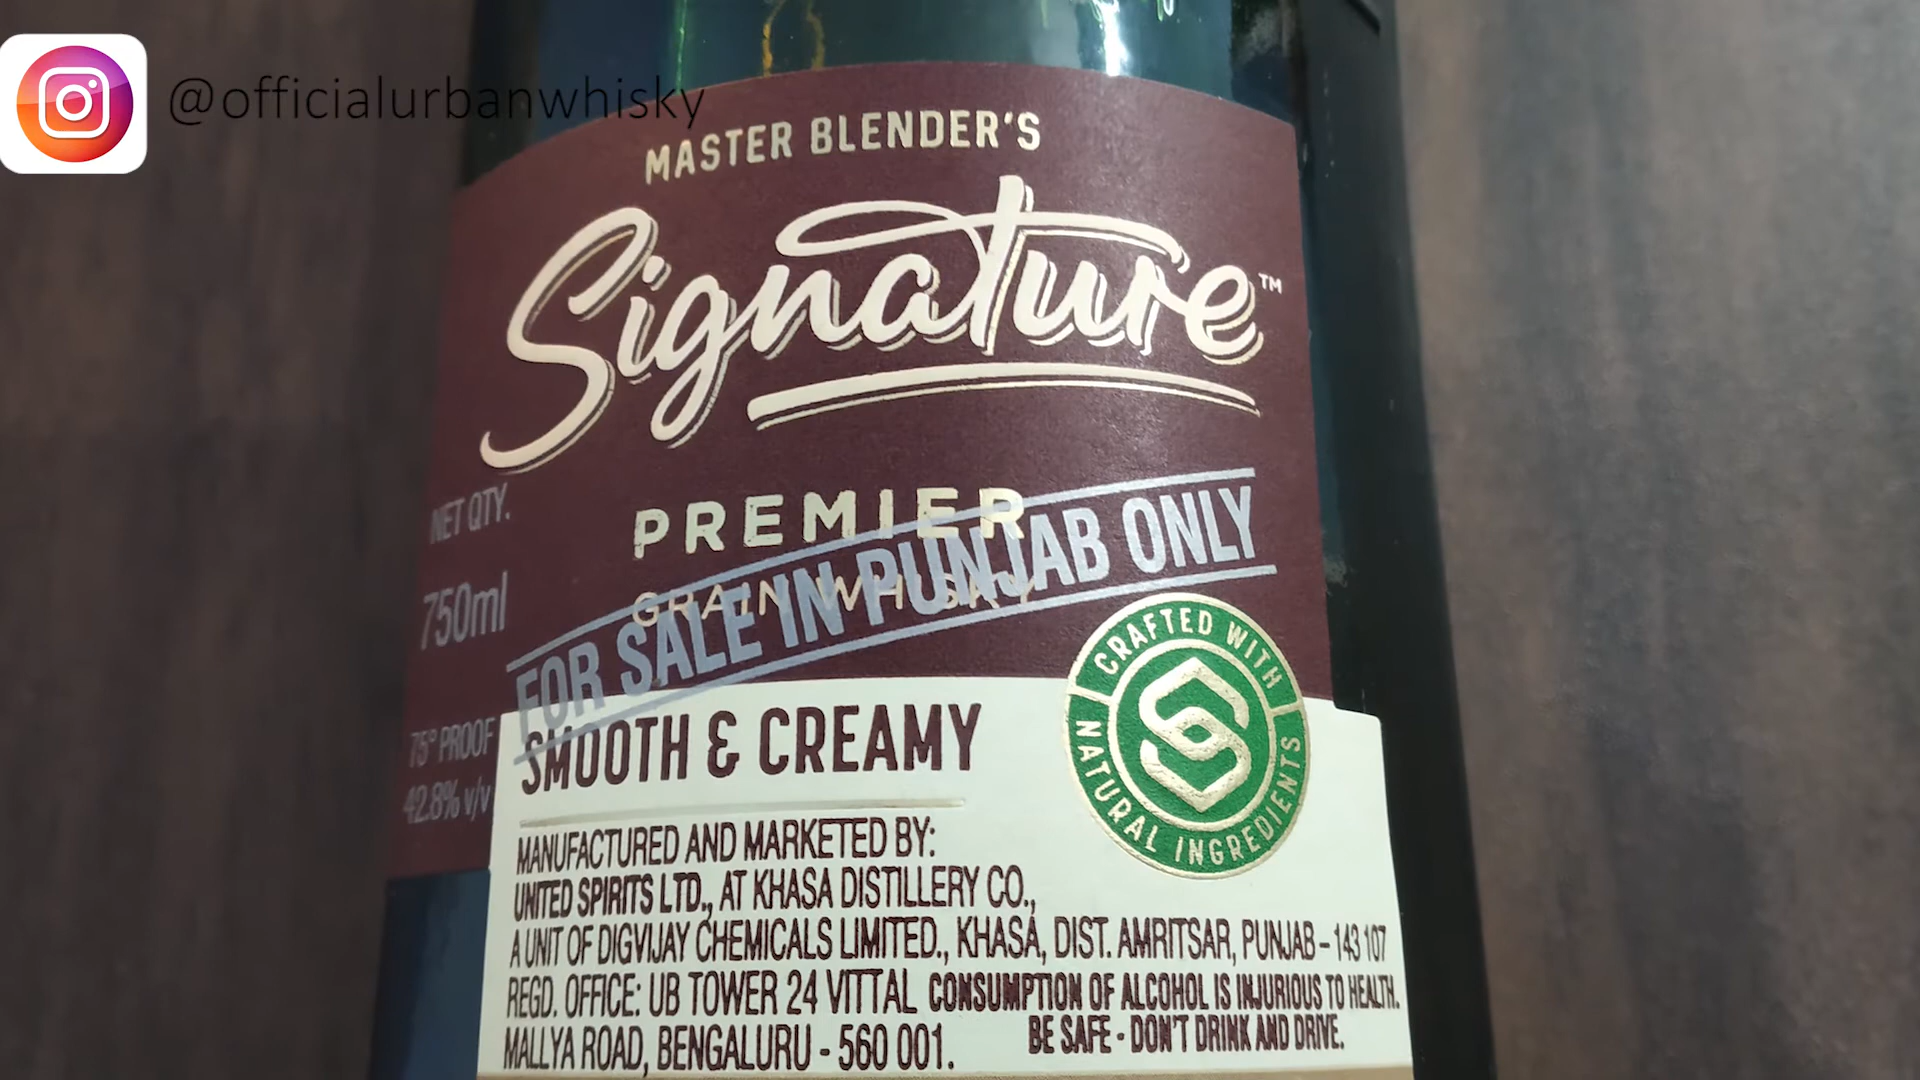 @officialurbanwhisky
MASTER BLENDER'S
Signature™
PREMIER
GRAIN WHISKY
FOR SALE IN PUNJAB ONLY
NET QTY.
750ml
75° PROOF
42.8% v/v
SMOOTH & CREAMY
CRAFTED WITH
NATURAL INGREDIENTS
MANUFACTURED AND MARKETED BY:
UNITED SPIRITS LTD., AT KHASA DISTILLERY CO.,
A UNIT OF DIGVIJAY CHEMICALS LIMITED., KHASA, DIST. AMRITSAR, PUNJAB – 143 107
REGD. OFFICE: UB TOWER 24 VITTAL
MALLYA ROAD, BENGALURU - 560 001.
CONSUMPTION OF ALCOHOL IS INJURIOUS TO HEALTH.
BE SAFE - DON'T DRINK AND DRIVE.